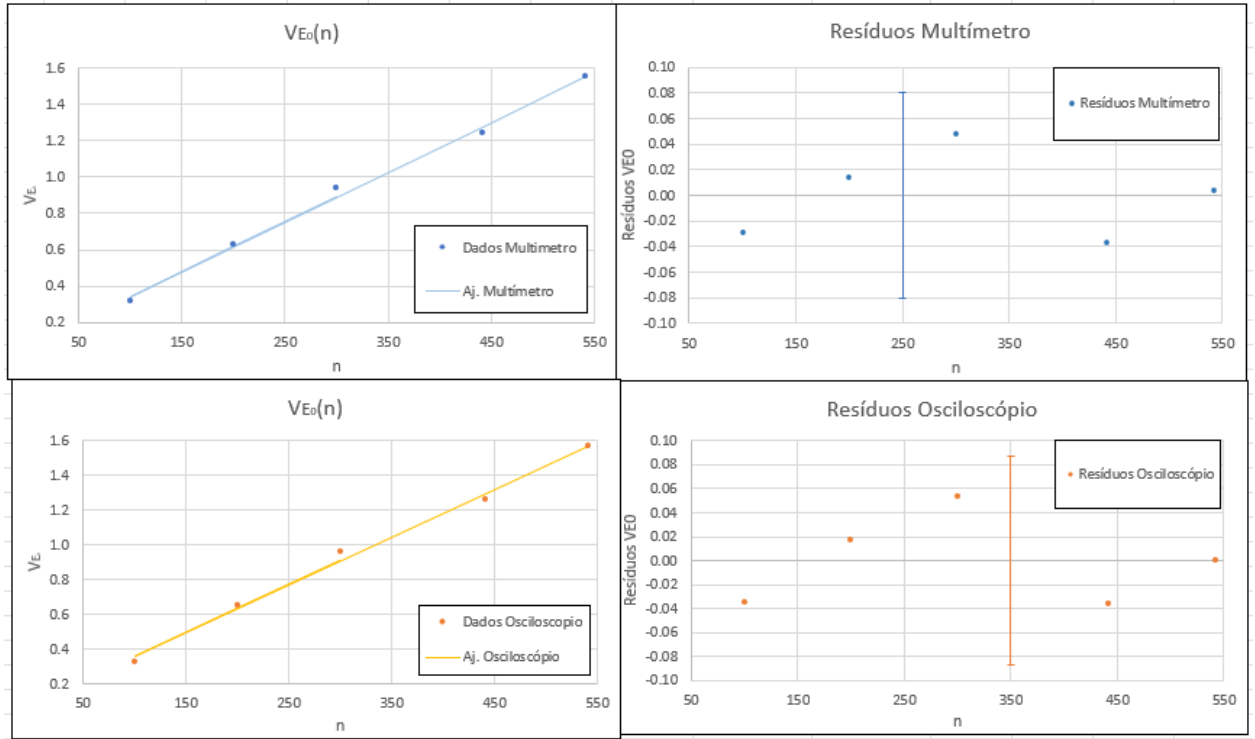 VE₀(n)
VE.
1.6
1.4
1.2
1.0
0.8
0.6
0.4
0.2
50 150 250 350 450 550
n
Dados Multimetro
Aj. Multímetro
Resíduos Multímetro
Resíduos VE0
0.10
0.08
0.06
0.04
0.02
0.00
-0.02
-0.04
-0.06
-0.08
-0.10
50 150 250 350 450 550
n
Resíduos Multímetro
VE₀(n)
VE.
1.6
1.4
1.2
1.0
0.8
0.6
0.4
0.2
50 150 250 350 450 550
n
Dados Osciloscopio
Aj. Osciloscópio
Resíduos Osciloscópio
Resíduos VE0
0.10
0.08
0.06
0.04
0.02
0.00
-0.02
-0.04
-0.06
-0.08
-0.10
50 150 250 350 450 550
n
Resíduos Osciloscópio